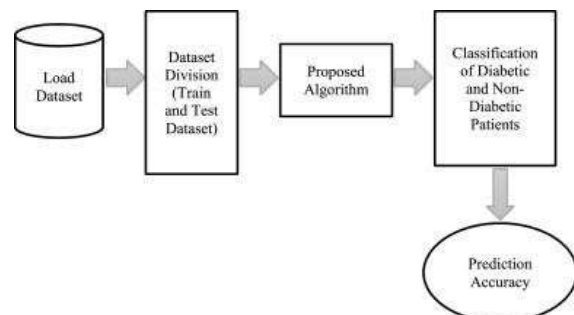 Load
Dataset
Dataset
Division
(Train
and Test
Dataset)
Proposed
Algorithm
Classification
of Diabetic
and Non-
Diabetic
Patients
Prediction
Accuracy